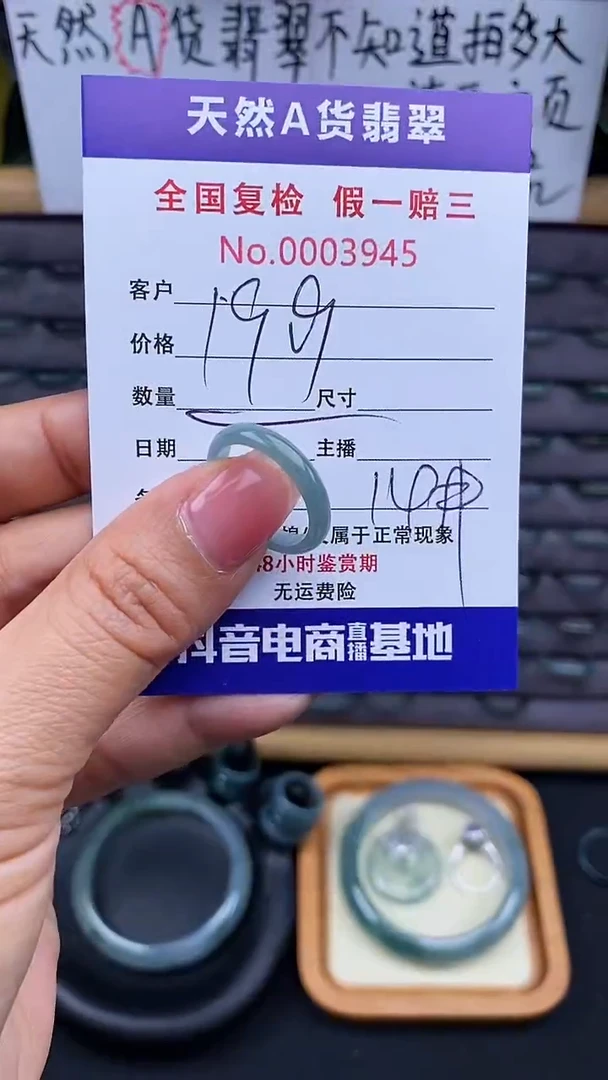 天然A货翡翠不知道拍多大
页
天然A货翡翠
全国复检 假一赔三
No.0003945
客户
价格
199
数量 尺寸
日期 主播
属于正常现象
8小时鉴赏期
无运费险
抖音电商直播基地